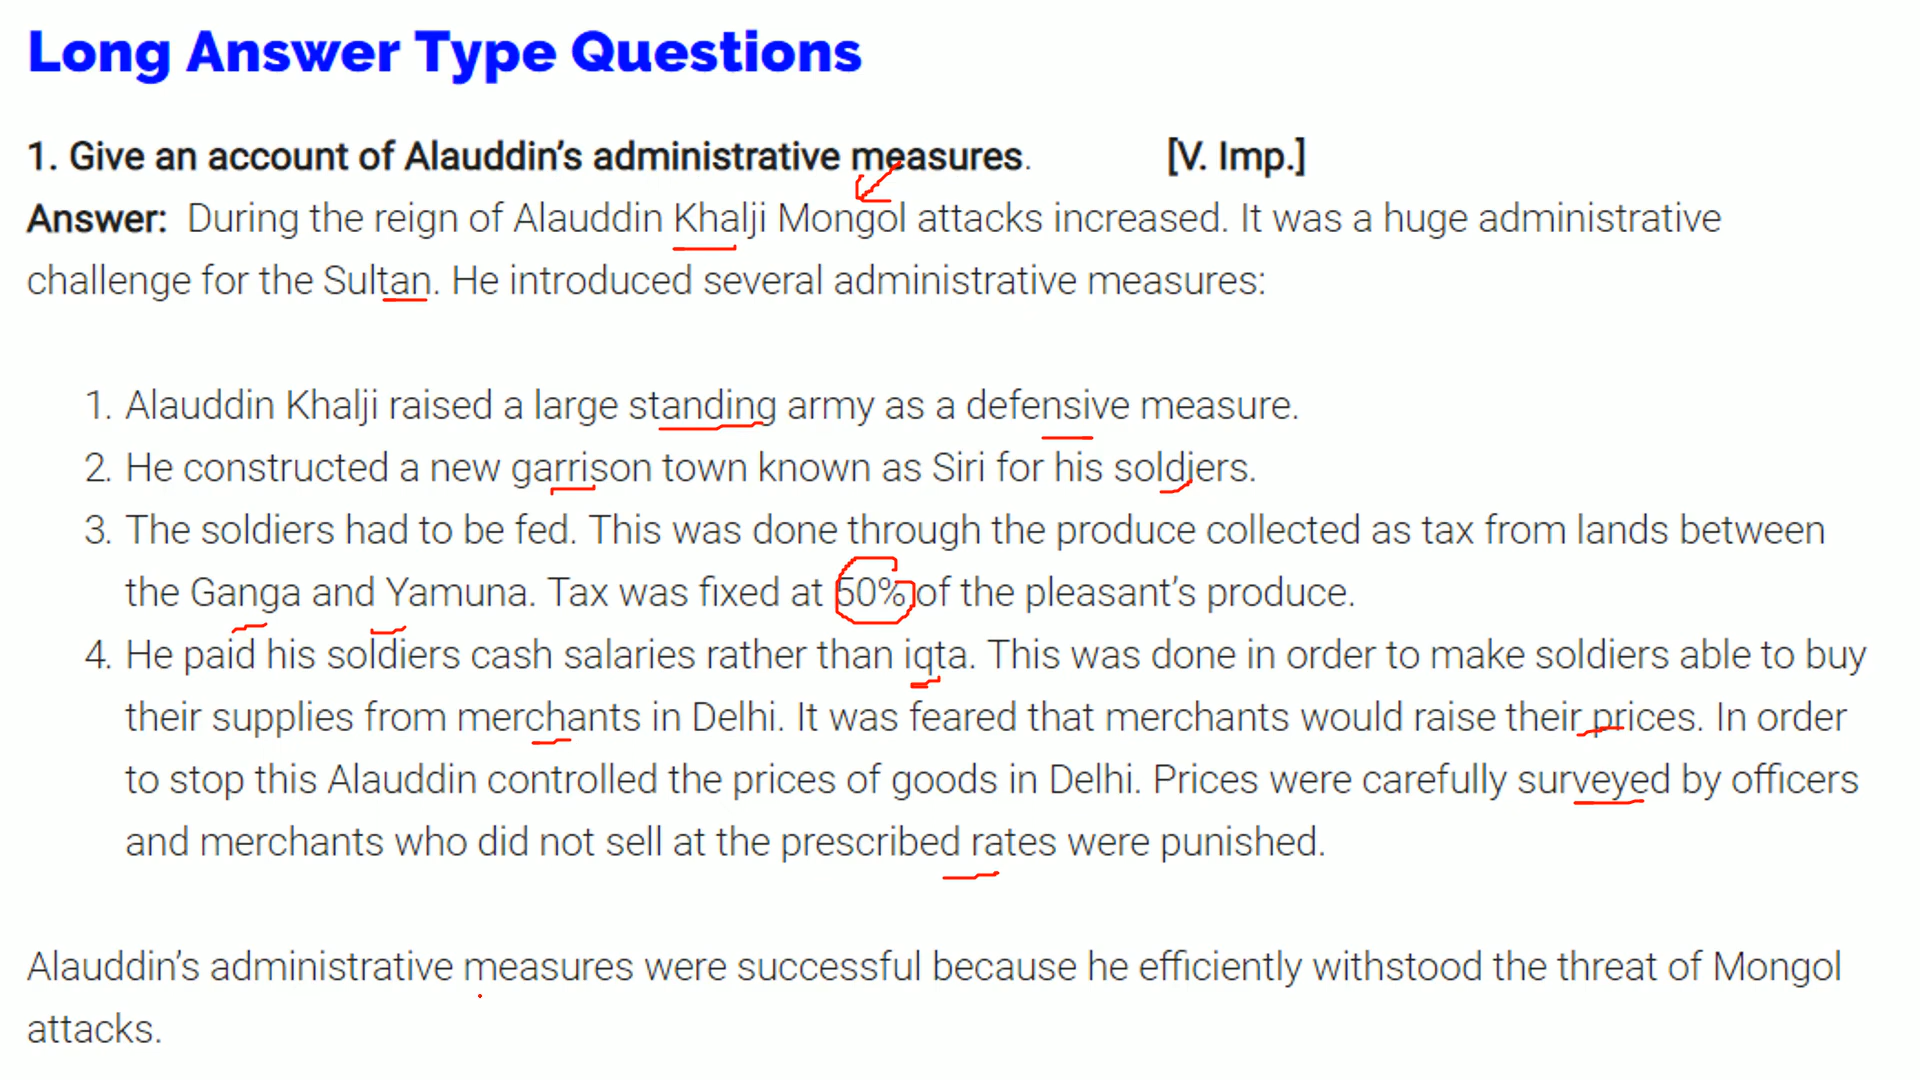 Long Answer Type Questions
1. Give an account of Alauddin’s administrative measures. [V. Imp.]
Answer: During the reign of Alauddin Khalji Mongol attacks increased. It was a huge administrative
challenge for the Sultan. He introduced several administrative measures:
1. Alauddin Khalji raised a large standing army as a defensive measure.
2. He constructed a new garrison town known as Siri for his soldiers.
3. The soldiers had to be fed. This was done through the produce collected as tax from lands between
the Ganga and Yamuna. Tax was fixed at 50% of the pleasant’s produce.
4. He paid his soldiers cash salaries rather than iqta. This was done in order to make soldiers able to buy
their supplies from merchants in Delhi. It was feared that merchants would raise their prices. In order
to stop this Alauddin controlled the prices of goods in Delhi. Prices were carefully surveyed by officers
and merchants who did not sell at the prescribed rates were punished.
Alauddin’s administrative measures were successful because he efficiently withstood the threat of Mongol
attacks.